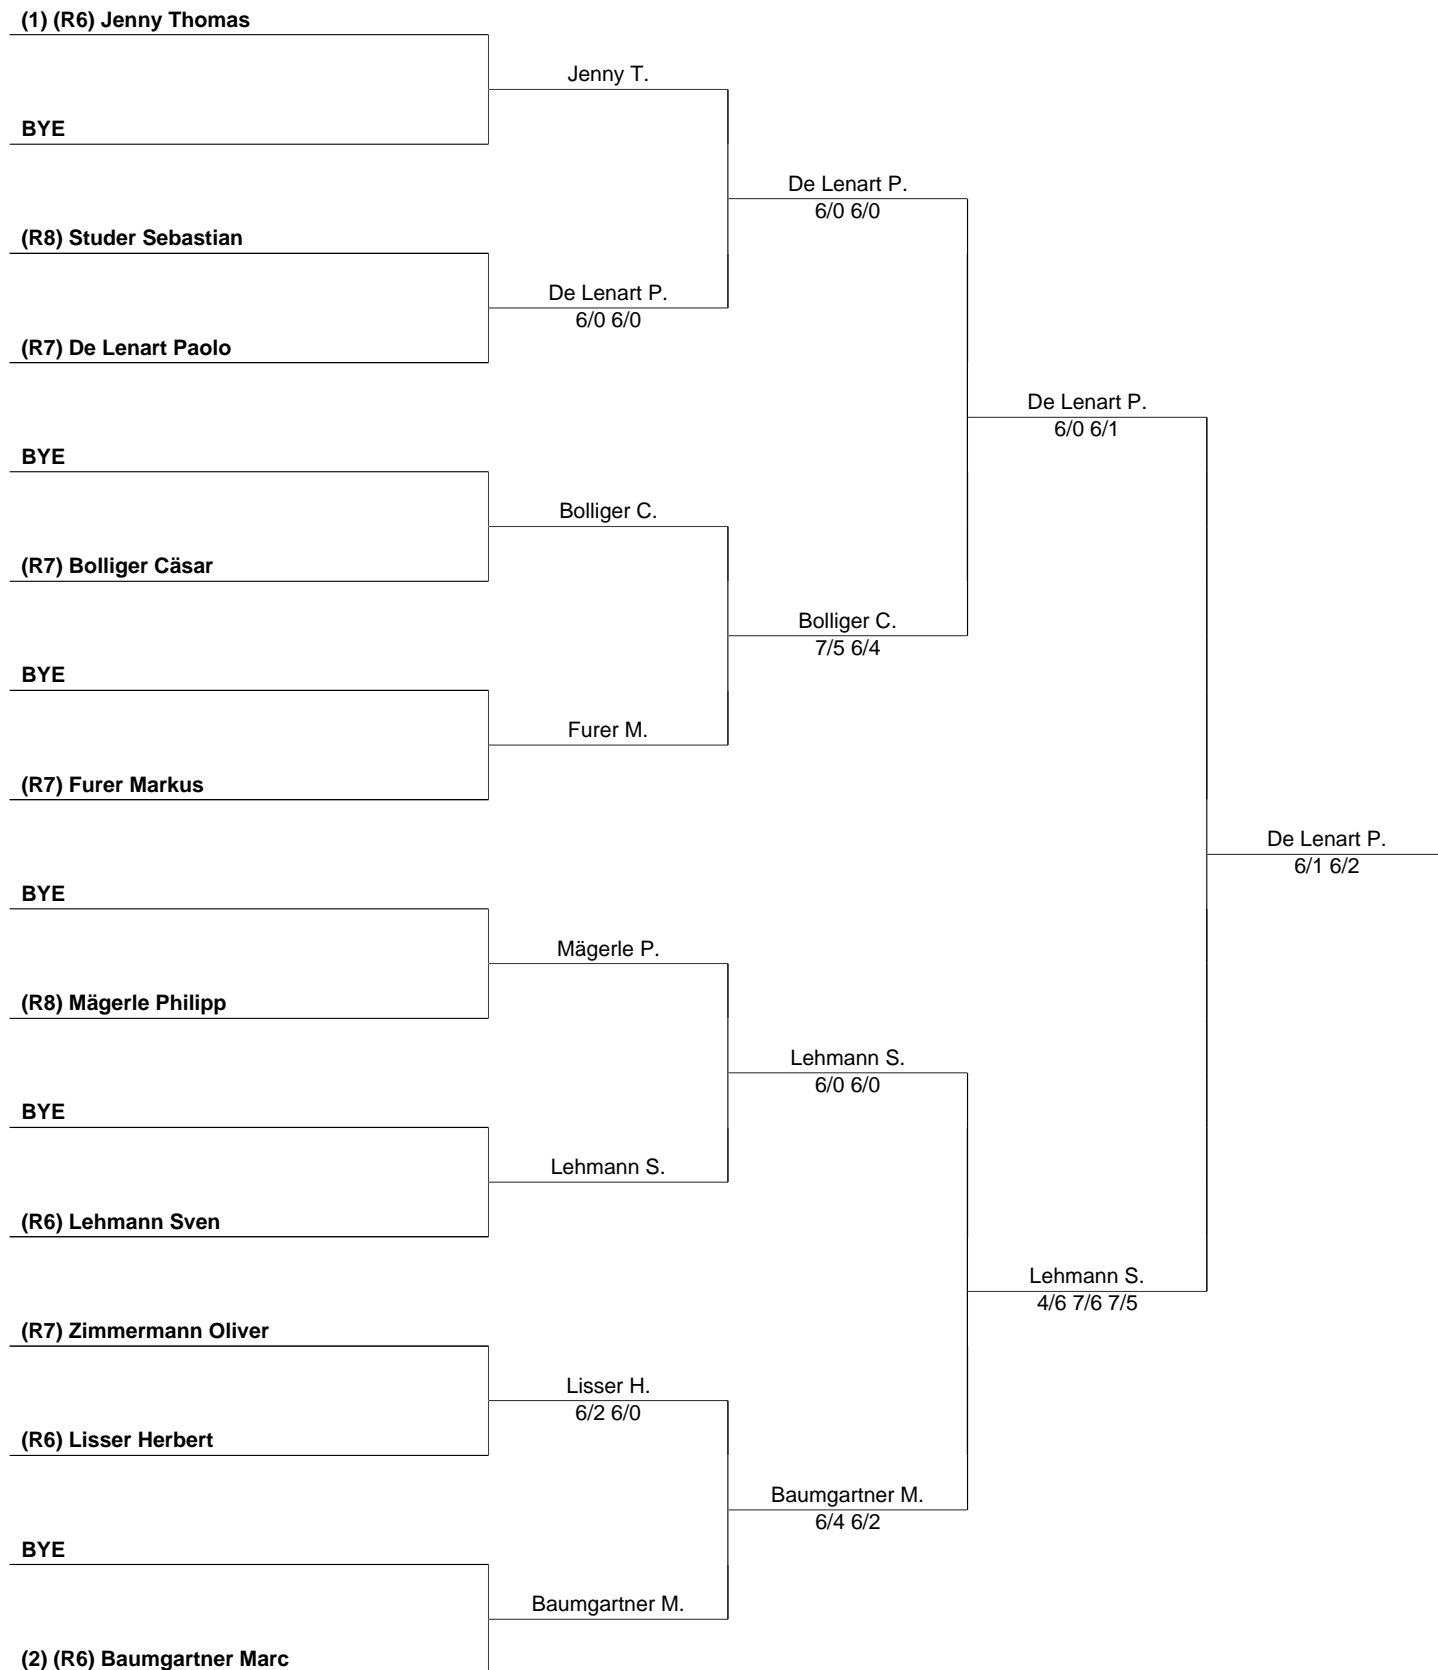 (1) (R6) Jenny Thomas
Jenny T.
BYE
De Lenart P.
6/0 6/0
(R8) Studer Sebastian
De Lenart P.
6/0 6/0
(R7) De Lenart Paolo
De Lenart P.
6/0 6/1
BYE
Bolliger C.
(R7) Bolliger Cäsar
Bolliger C.
7/5 6/4
BYE
Furer M.
(R7) Furer Markus
De Lenart P.
6/1 6/2
BYE
Mägerle P.
(R8) Mägerle Philipp
Lehmann S.
6/0 6/0
BYE
Lehmann S.
(R6) Lehmann Sven
Lehmann S.
4/6 7/6 7/5
(R7) Zimmermann Oliver
Lisser H.
6/2 6/0
(R6) Lisser Herbert
Baumgartner M.
6/4 6/2
BYE
Baumgartner M.
(2) (R6) Baumgartner Marc